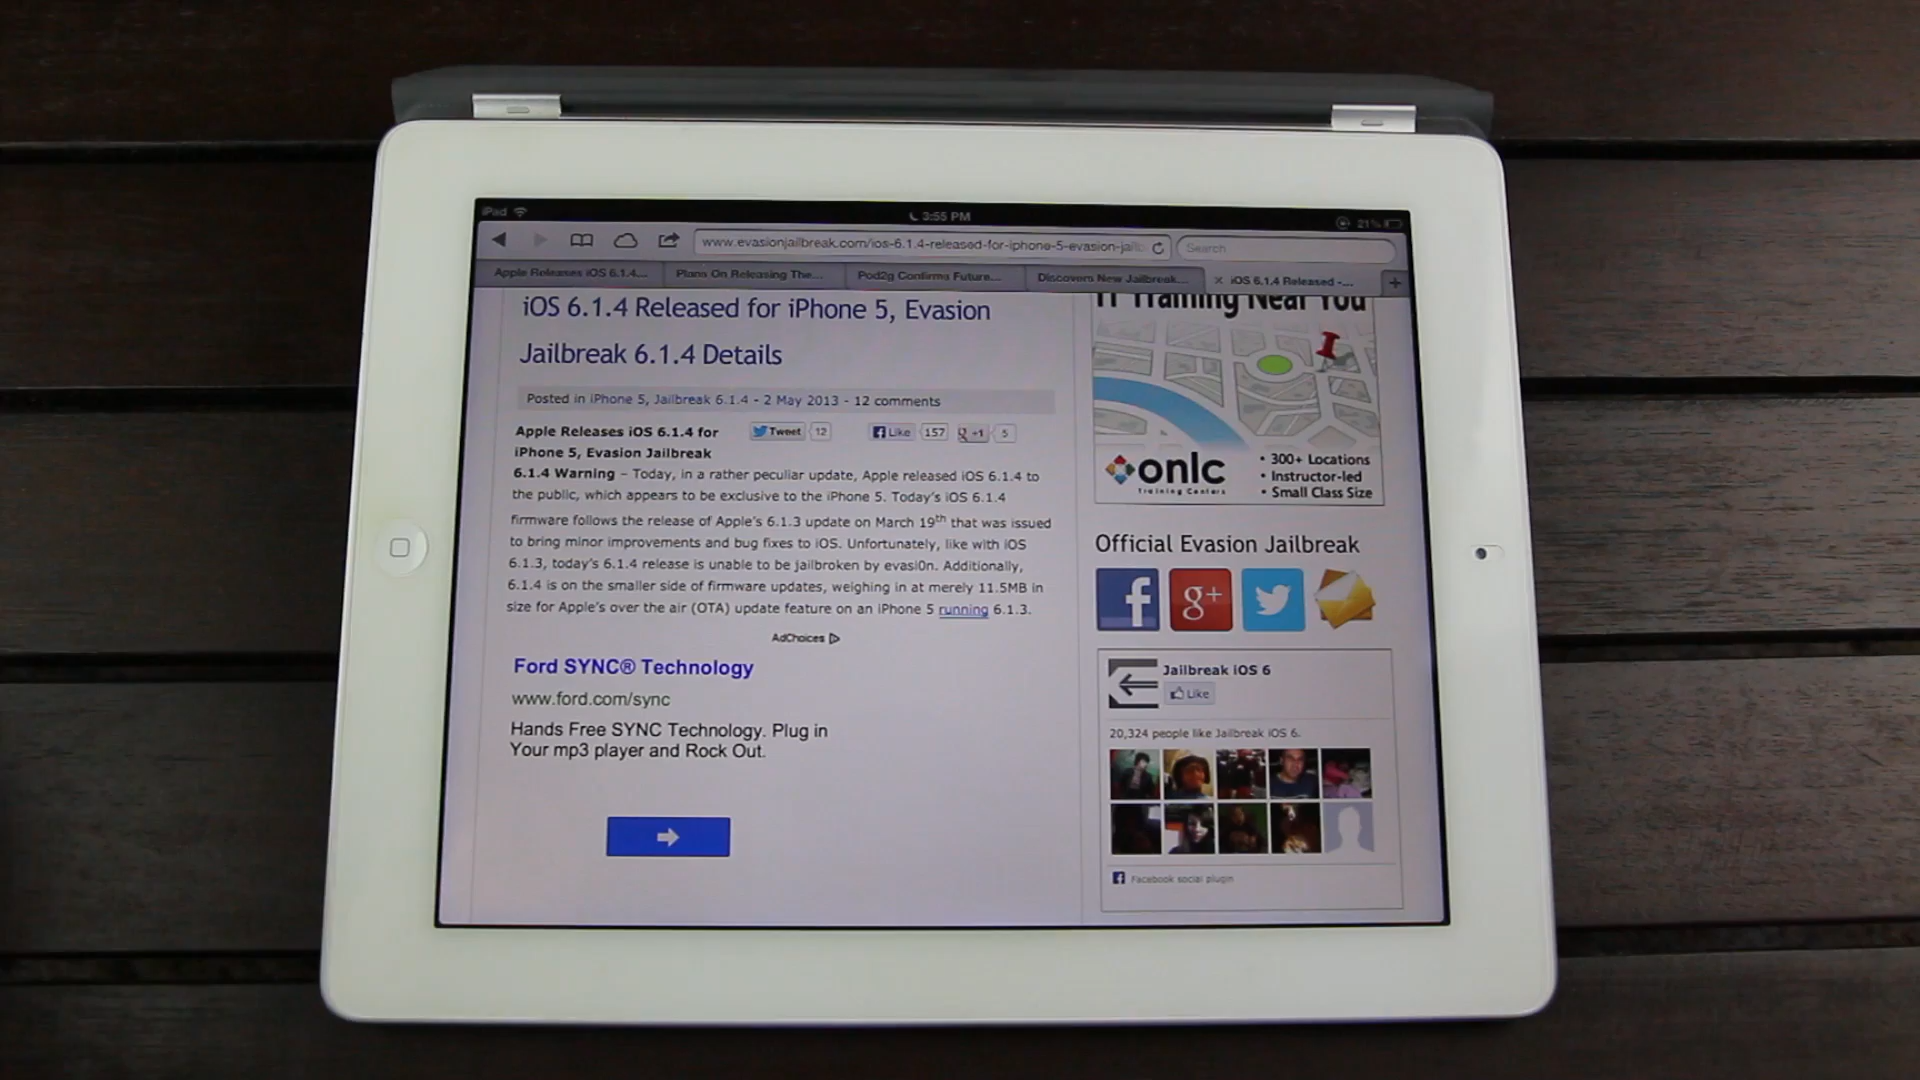 iPad
3:55 PM
21%
www.evasionjailbreak.com/ios-6.1.4-released-for-iphone-5-evasion-jail
Search
Apple Releases iOS 6.1.4...
Plans On Releasing The...
Pod2g Confirms Future...
Discovers New Jailbreak...
iOS 6.1.4 Released -...
iOS 6.1.4 Released for iPhone 5, Evasion
Jailbreak 6.1.4 Details
Posted in iPhone 5, Jailbreak 6.1.4 - 2 May 2013 - 12 comments
Apple Releases iOS 6.1.4 for
Tweet 12
Like 157
g +1 5
iPhone 5, Evasion Jailbreak
6.1.4 Warning – Today, in a rather peculiar update, Apple released iOS 6.1.4 to
the public, which appears to be exclusive to the iPhone 5. Today's iOS 6.1.4
firmware follows the release of Apple's 6.1.3 update on March 19th that was issued
to bring minor improvements and bug fixes to iOS. Unfortunately, like with iOS
6.1.3, today's 6.1.4 release is unable to be jailbroken by evasi0n. Additionally,
6.1.4 is on the smaller side of firmware updates, weighing in at merely 11.5MB in
size for Apple's over the air (OTA) update feature on an iPhone 5 running 6.1.3.
AdChoices
Ford SYNC® Technology
www.ford.com/sync
Hands Free SYNC Technology. Plug in
Your mp3 player and Rock Out.
IT Training Near You
onlc
Training Centers
• 300+ Locations
• Instructor-led
• Small Class Size
Official Evasion Jailbreak
f
g+
Jailbreak iOS 6
Like
20,324 people like Jailbreak iOS 6.
Facebook social plugin